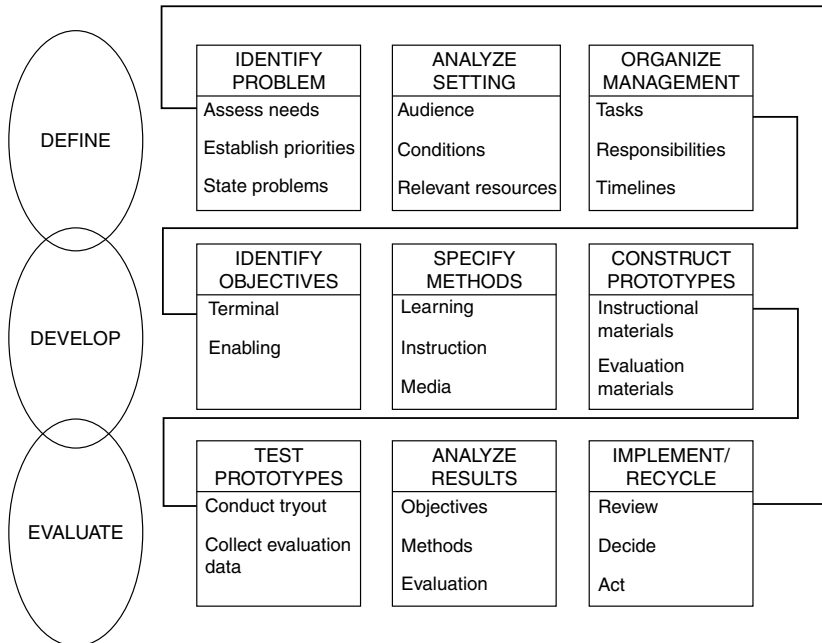 DEFINE
IDENTIFY
PROBLEM
Assess needs
Establish priorities
State problems
ANALYZE
SETTING
Audience
Conditions
Relevant resources
ORGANIZE
MANAGEMENT
Tasks
Responsibilities
Timelines
DEVELOP
IDENTIFY
OBJECTIVES
Terminal
Enabling
SPECIFY
METHODS
Learning
Instruction
Media
CONSTRUCT
PROTOTYPES
Instructional
materials
Evaluation
materials
EVALUATE
TEST
PROTOTYPES
Conduct tryout
Collect evaluation
data
ANALYZE
RESULTS
Objectives
Methods
Evaluation
IMPLEMENT/
RECYCLE
Review
Decide
Act